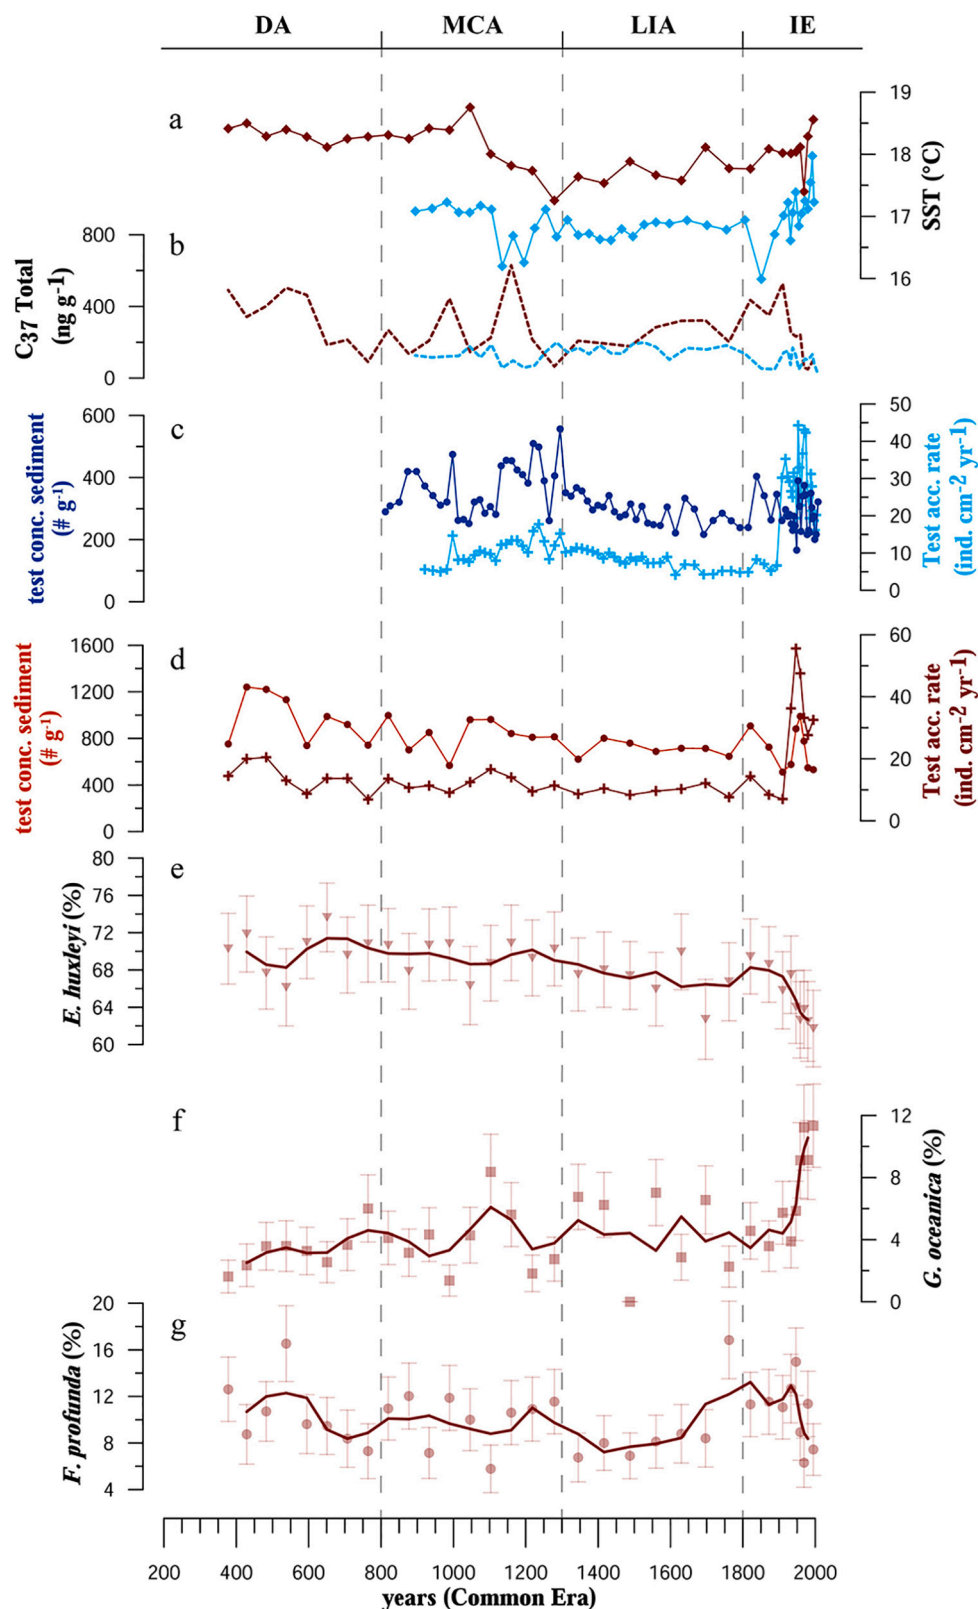 DA MCA LIA IE
a
19
18
17
16
SST (°C)
b
800
400
0
C37 Total
(ng g-1)
c
600
400
200
0
test conc. sediment
(# g-1)
50
40
30
20
10
0
Test acc. rate
(ind. cm-2 yr-1)
d
1600
1200
800
400
0
test conc. sediment
(# g-1)
60
40
20
0
Test acc. rate
(ind. cm-2 yr-1)
e
80
76
72
68
64
60
E. huxleyi (%)
f
12
8
4
0
G. oceanica (%)
g
20
16
12
8
4
F. profunda (%)
200 400 600 800 1000 1200 1400 1600 1800 2000
years (Common Era)